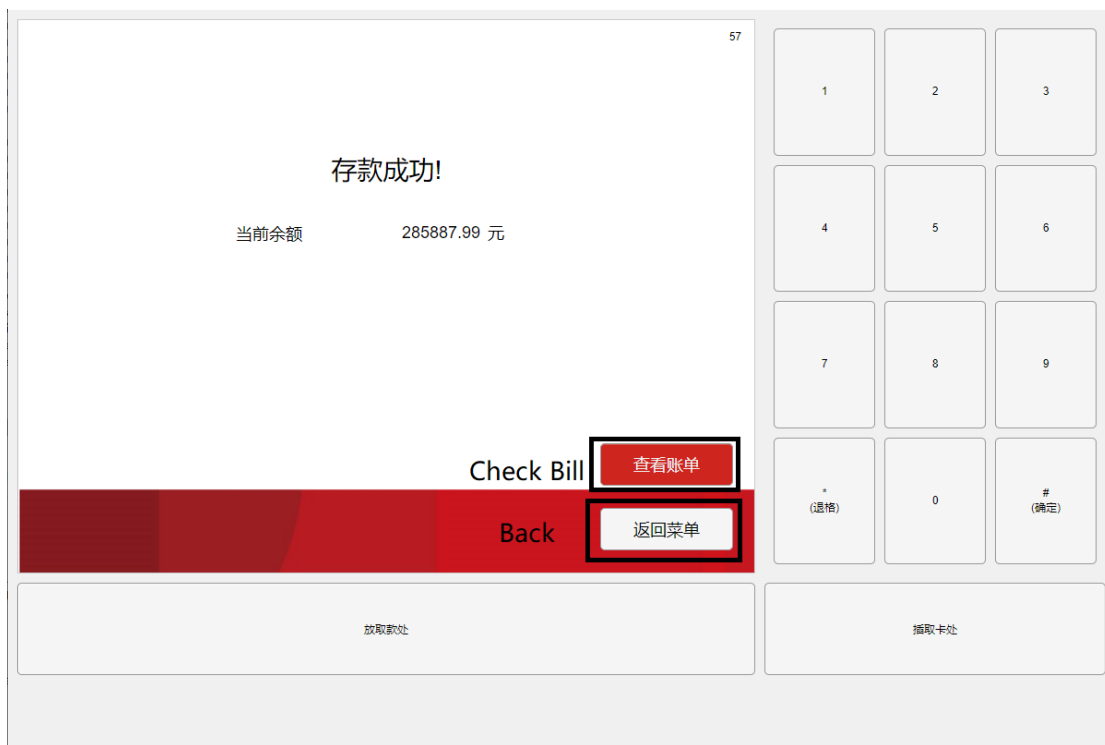 57
存款成功!
当前余额 285887.99 元
Check Bill 查看账单
Back 返回菜单
1 2 3
4 5 6
7 8 9
* 0 #
(退格) (确定)
放取款处 插取卡处